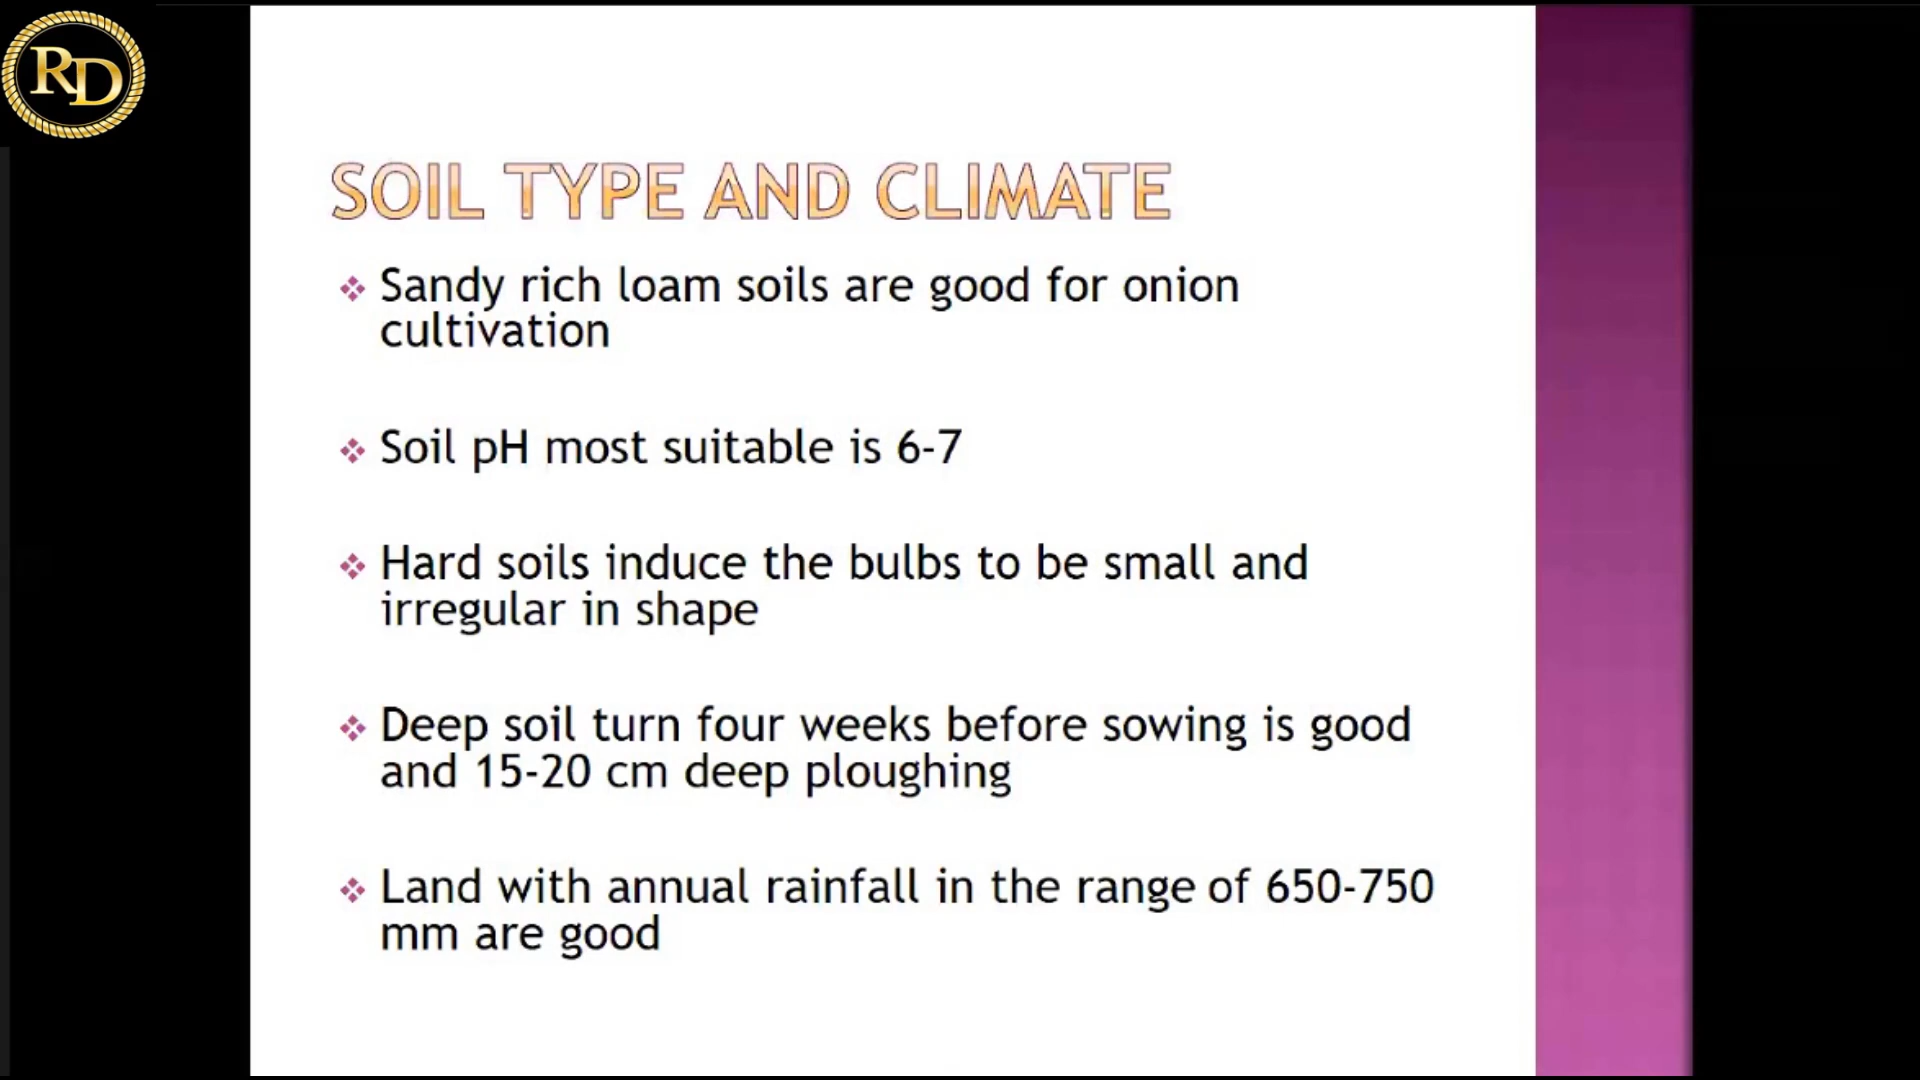 RD
SOIL TYPE AND CLIMATE
Sandy rich loam soils are good for onion
cultivation
Soil pH most suitable is 6-7
Hard soils induce the bulbs to be small and
irregular in shape
Deep soil turn four weeks before sowing is good
and 15-20 cm deep ploughing
Land with annual rainfall in the range of 650-750
mm are good